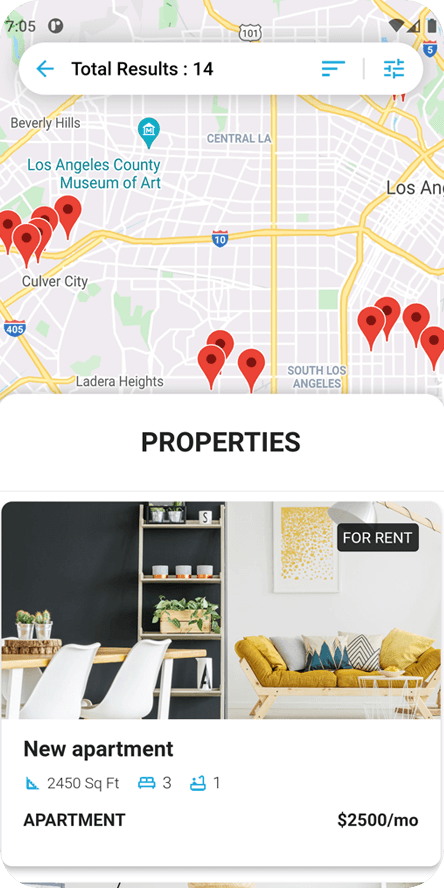 7:05
101
5
Total Results : 14
Beverly Hills
CENTRAL LA
Los Angeles County
Museum of Art
Los An
10
Culver City
405
Ladera Heights
SOUTH LOS
ANGELES
PROPERTIES
S
FOR RENT
A
New apartment
2450 Sq Ft 3 1
APARTMENT $2500/mo